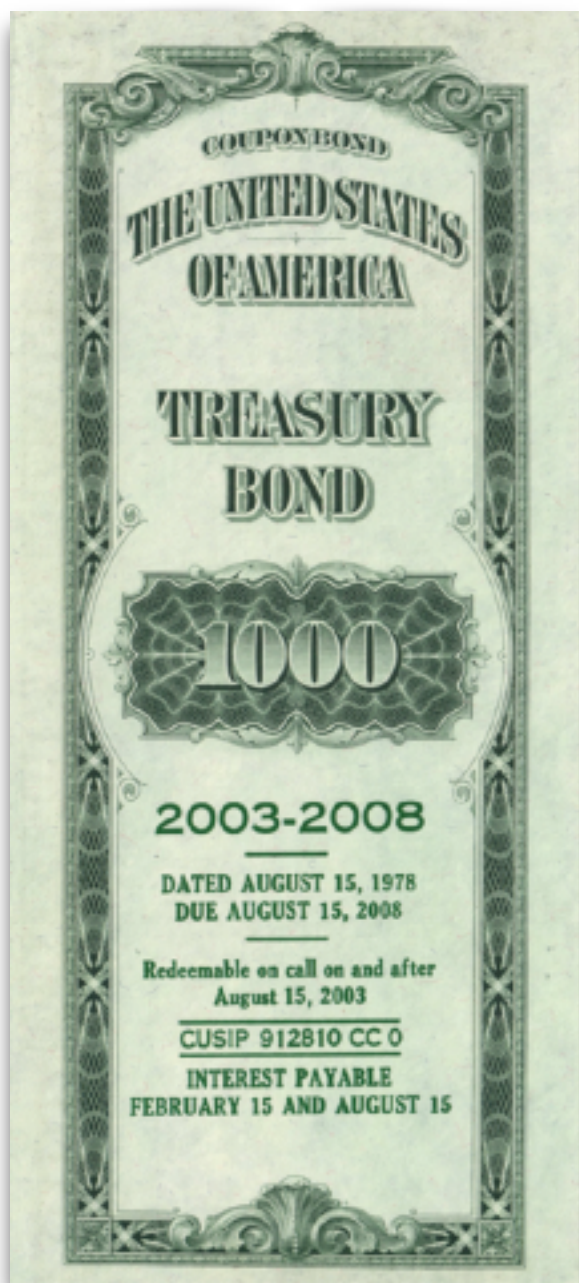 COUPON BOND
THE UNITED STATES
OF AMERICA
TREASURY
BOND
1000
2003-2008
DATED AUGUST 15, 1978
DUE AUGUST 15, 2008
Redeemable on call on and after
August 15, 2003
CUSIP 912810 CC 0
INTEREST PAYABLE
FEBRUARY 15 AND AUGUST 15